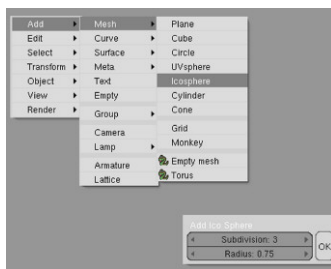 Add
Edit
Select
Transform
Object
View
Render
Mesh
Curve
Surface
Meta
Text
Empty
Group
Camera
Lamp
Armature
Lattice
Plane
Cube
Circle
UVsphere
Icosphere
Cylinder
Cone
Grid
Monkey
Empty mesh
Torus
Add Ico Sphere
Subdivision: 3
Radius: 0.75
OK